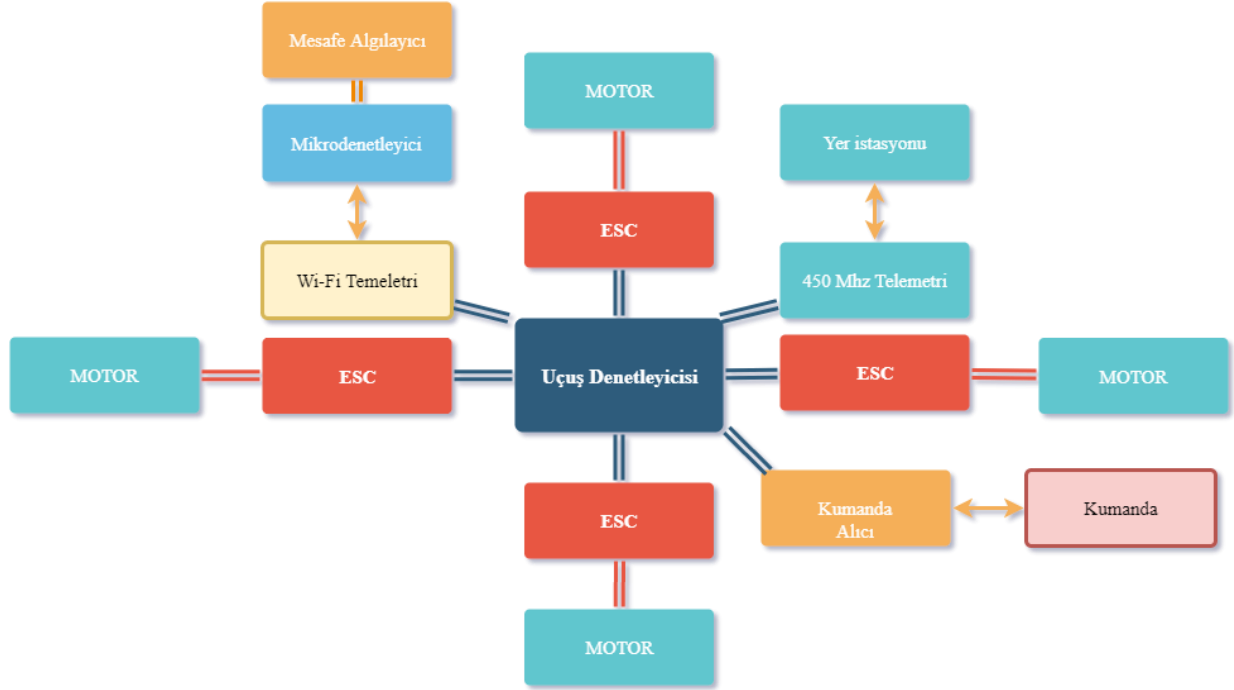 Mesafe Algılayıcı
MOTOR
Mikrodenetleyici
Yer istasyonu
ESC
Wi-Fi Temeletri
450 Mhz Telemetri
MOTOR
ESC
Uçuş Denetleyicisi
ESC
MOTOR
ESC
Kumanda
Alıcı
Kumanda
MOTOR